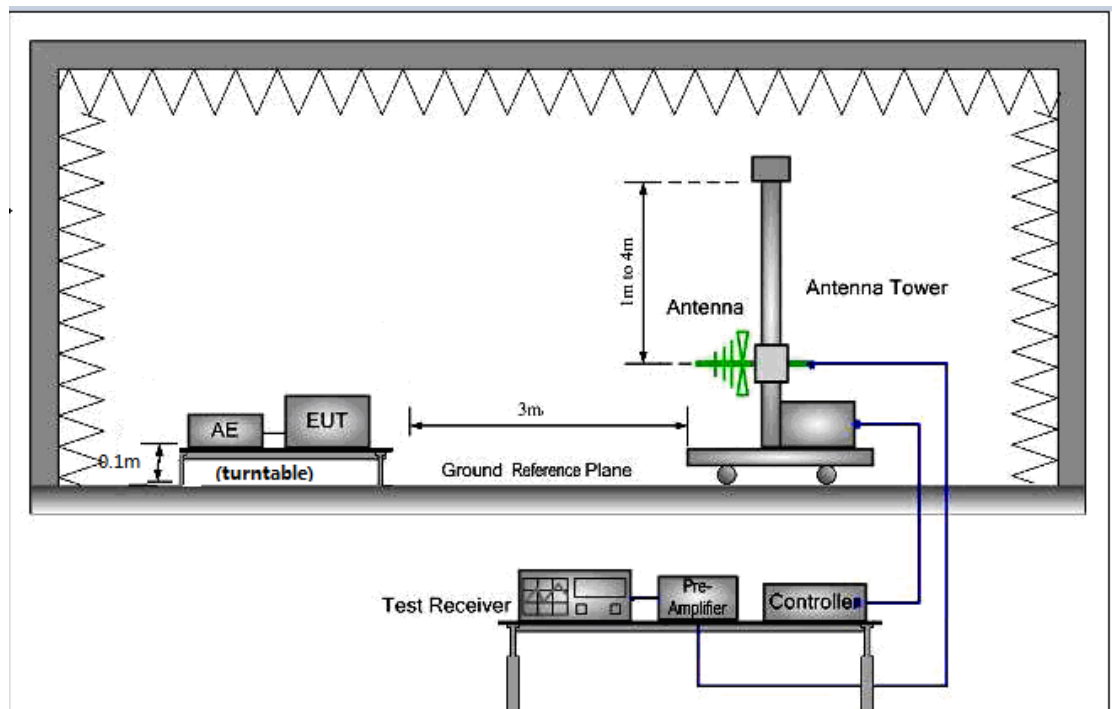 1m to 4m
Antenna Tower
Antenna
3m
AE
EUT
0.1m
(turntable)
Ground Reference Plane
Test Receiver
Pre-
Amplifier
Controller